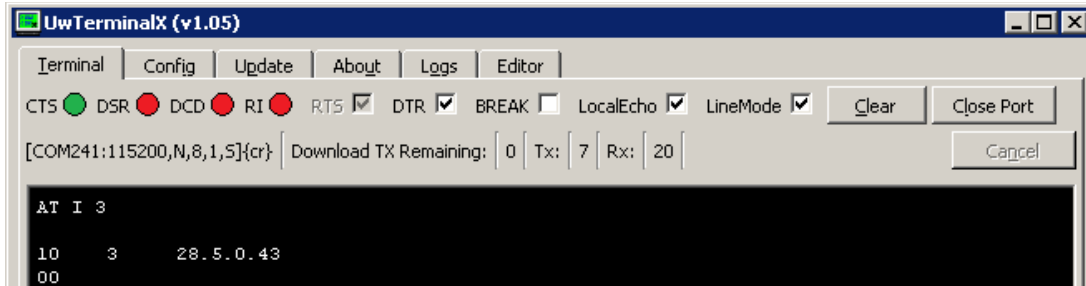 UwTerminalX (v1.05)
Terminal Config Update About Logs Editor
CTS DSR DCD RI RTS DTR BREAK LocalEcho LineMode Clear Close Port
[COM241:115200,N,8,1,S]{cr} Download TX Remaining: 0 Tx: 7 Rx: 20 Cancel
AT I 3
10 3 28.5.0.43
00